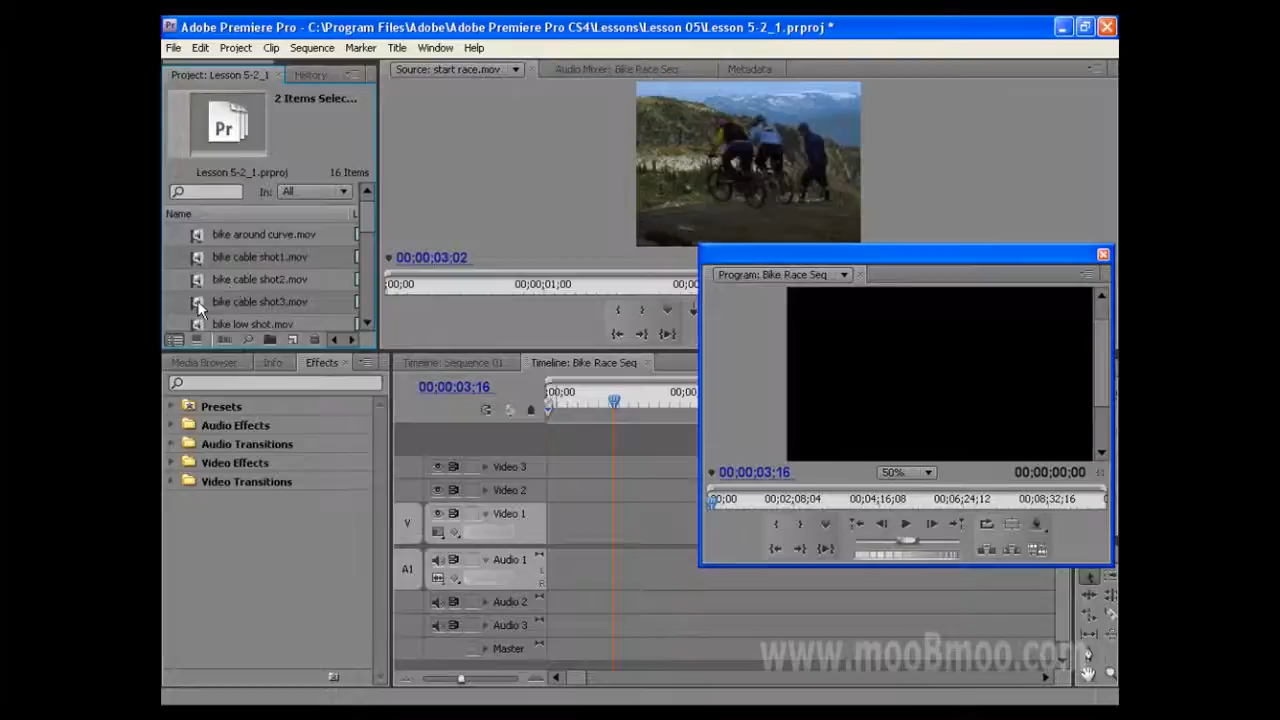 Adobe Premiere Pro - C:\Program Files\Adobe\Adobe Premiere Pro CS4\Lessons\Lesson 05\Lesson 5-2_1.prproj *
File Edit Project Clip Sequence Marker Title Window Help
Project: Lesson 5-2_1 History
Source: start race.mov Audio Mixer: Bike Race Seq Metadata
2 Items Selec...
Pr
Lesson 5-2_1.prproj 16 Items
In: All
Name L
bike around curve.mov
bike cable shot1.mov
bike cable shot2.mov
bike cable shot3.mov
bike low shot.mov
00;00;03;02
;00;00 00;00;01;00 00;00
Program: Bike Race Seq
00;00;03;16 50% 00;00;00;00
00;00 00;02;08;04 00;04;16;08 00;06;24;12 00;08;32;16
Media Browser Info Effects
Presets
Audio Effects
Audio Transitions
Video Effects
Video Transitions
Timeline: Sequence 01 Timeline: Bike Race Seq
00;00;03;16 ;00;00 00;00
Video 3
Video 2
V Video 1
A1 Audio 1
L
R
Audio 2
Audio 3
Master
www.mooBmoo.com